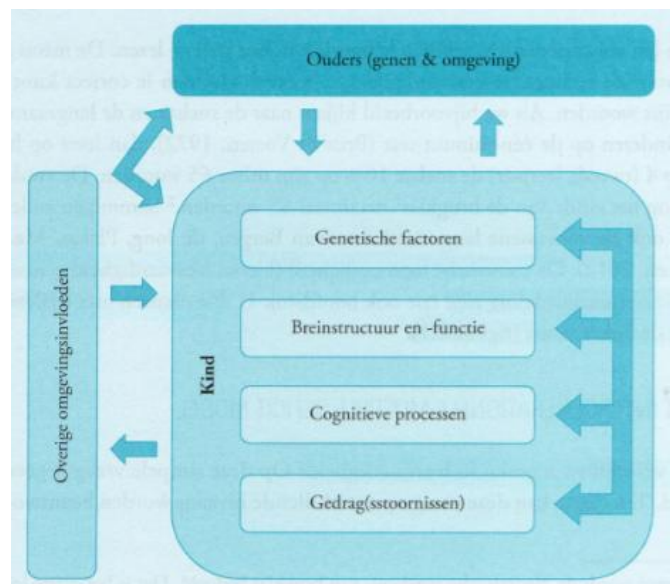 Ouders (genen & omgeving)
Overige omgevingsinvloeden
Kind
Genetische factoren
Breinstructuur en -functie
Cognitieve processen
Gedrag(sstoornissen)